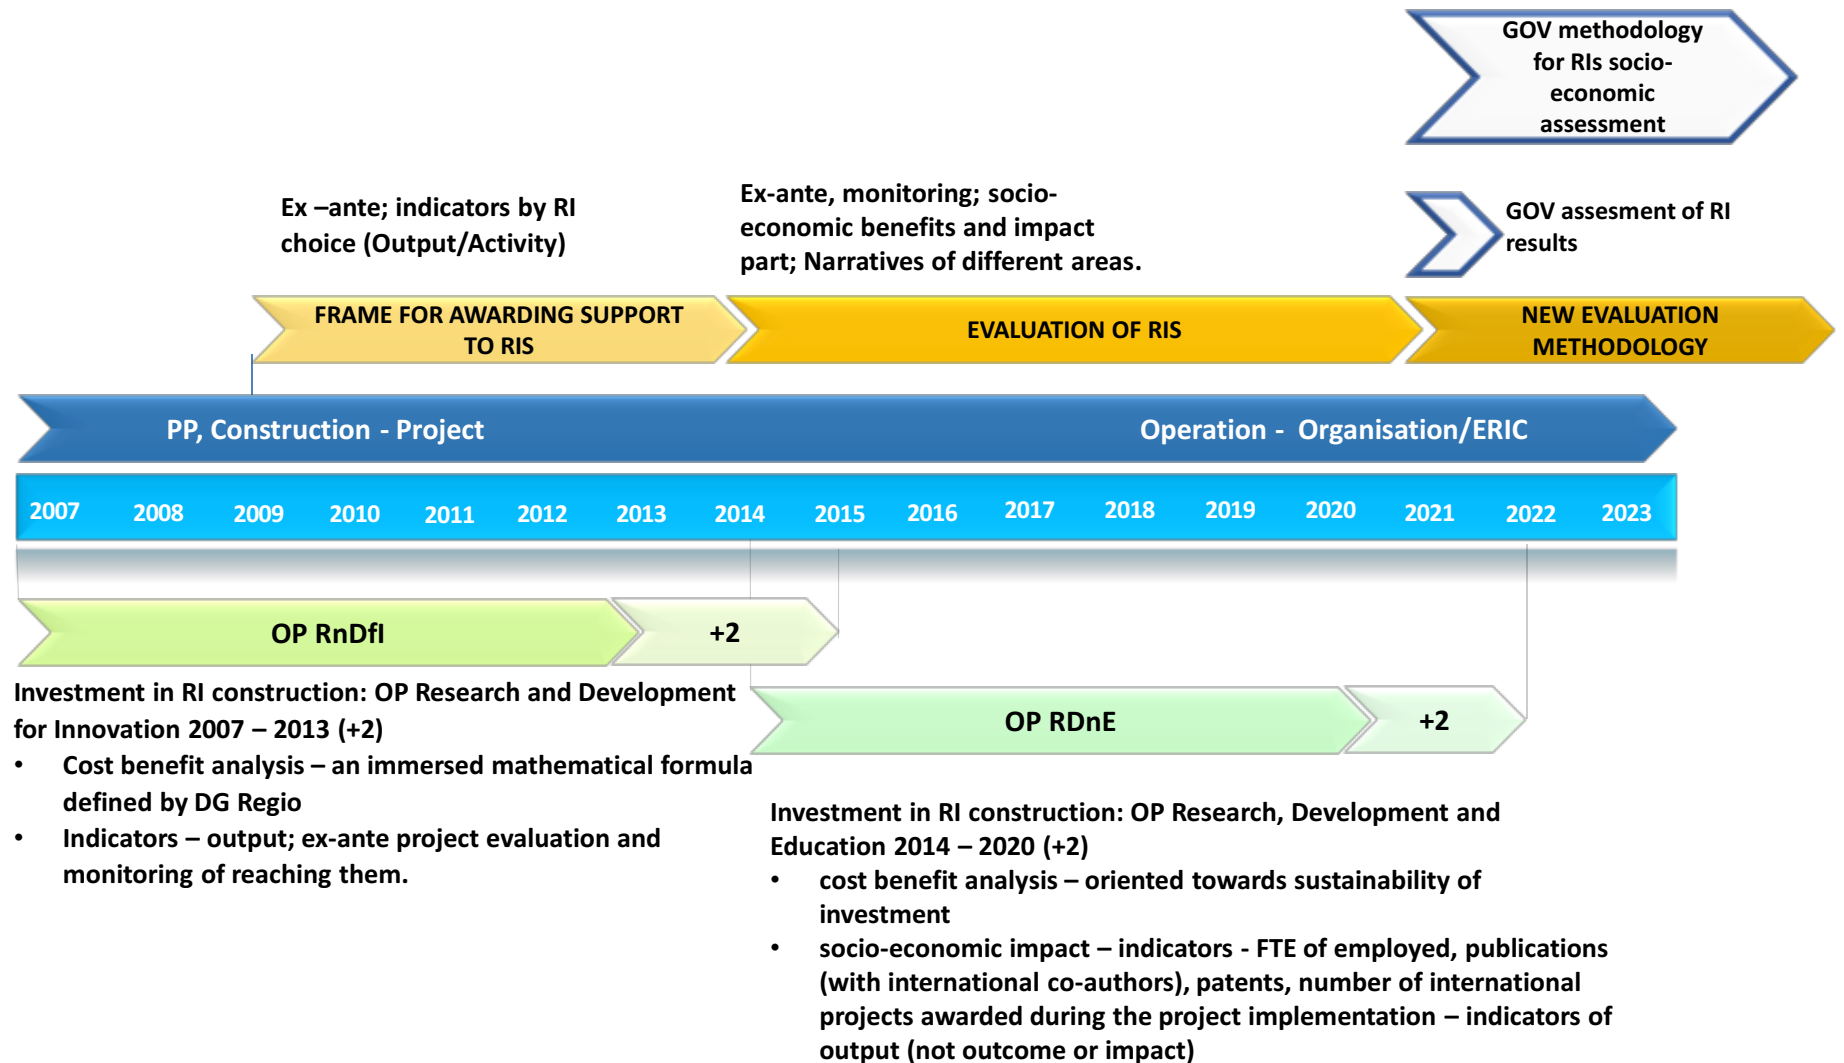 GOV methodology
for RIs socio-
economic
assessment
Ex –ante; indicators by RI
choice (Output/Activity)
Ex-ante, monitoring; socio-
economic benefits and impact
part; Narratives of different areas.
GOV assesment of RI
results
FRAME FOR AWARDING SUPPORT
TO RIS
EVALUATION OF RIS
NEW EVALUATION
METHODOLOGY
PP, Construction - Project
Operation - Organisation/ERIC
2007 2008 2009 2010 2011 2012 2013 2014 2015 2016 2017 2018 2019 2020 2021 2022 2023
OP RnDfI
+2
Investment in RI construction: OP Research and Development
for Innovation 2007 – 2013 (+2)
• Cost benefit analysis – an immersed mathematical formula
defined by DG Regio
• Indicators – output; ex-ante project evaluation and
monitoring of reaching them.
OP RDnE
+2
Investment in RI construction: OP Research, Development and
Education 2014 – 2020 (+2)
• cost benefit analysis – oriented towards sustainability of
investment
• socio-economic impact – indicators - FTE of employed, publications
(with international co-authors), patents, number of international
projects awarded during the project implementation – indicators of
output (not outcome or impact)